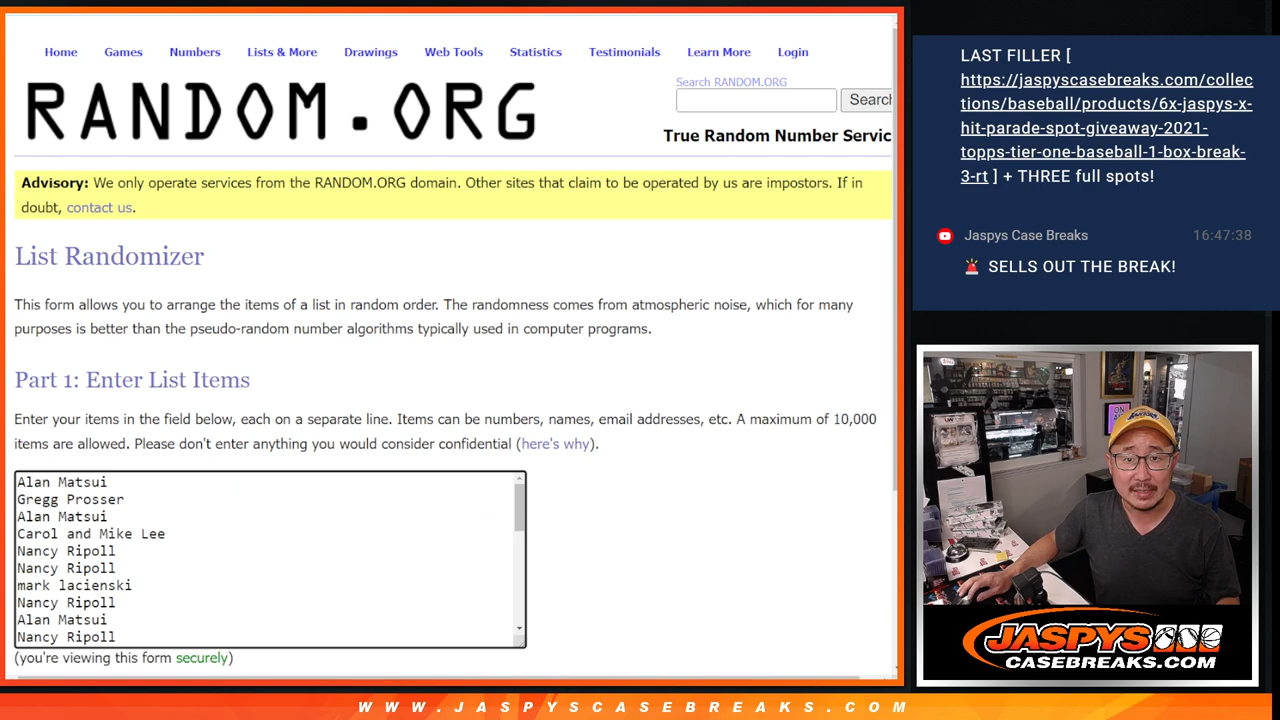 Home Games Numbers Lists & More Drawings Web Tools Statistics Testimonials Learn More Login
RANDOM.ORG
Search RANDOM.ORG
Search
True Random Number Servic
Advisory: We only operate services from the RANDOM.ORG domain. Other sites that claim to be operated by us are impostors. If in
doubt, contact us.
List Randomizer
This form allows you to arrange the items of a list in random order. The randomness comes from atmospheric noise, which for many
purposes is better than the pseudo-random number algorithms typically used in computer programs.
Part 1: Enter List Items
Enter your items in the field below, each on a separate line. Items can be numbers, names, email addresses, etc. A maximum of 10,000
items are allowed. Please don't enter anything you would consider confidential (here's why).
Alan Matsui
Gregg Prosser
Alan Matsui
Carol and Mike Lee
Nancy Ripoll
Nancy Ripoll
mark lacienski
Nancy Ripoll
Alan Matsui
Nancy Ripoll
(you're viewing this form securely)
LAST FILLER [
https://jaspyscasebreaks.com/collec
tions/baseball/products/6x-jaspys-x-
hit-parade-spot-giveaway-2021-
topps-tier-one-baseball-1-box-break-
3-rt ] + THREE full spots!
Jaspys Case Breaks 16:47:38
🚨 SELLS OUT THE BREAK!
JASPYS
CASEBREAKS.COM
WWW.JASPYSCASEBREAKS.COM